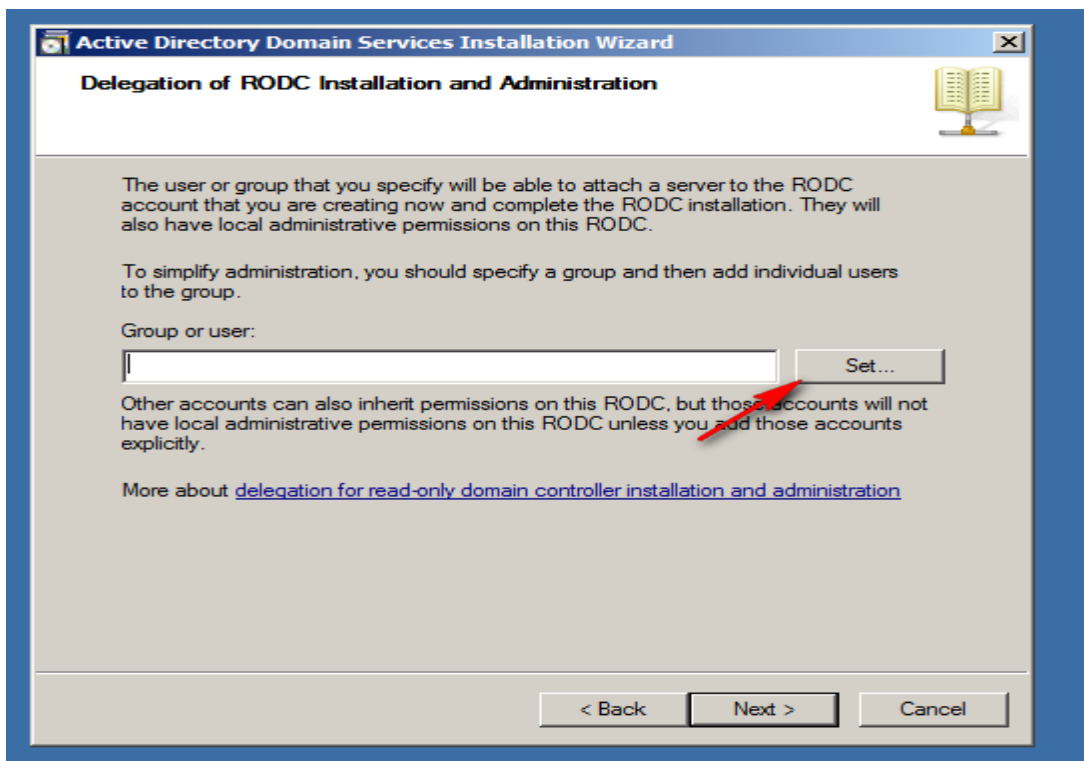 Active Directory Domain Services Installation Wizard
Delegation of RODC Installation and Administration
The user or group that you specify will be able to attach a server to the RODC
account that you are creating now and complete the RODC installation. They will
also have local administrative permissions on this RODC.
To simplify administration, you should specify a group and then add individual users
to the group.
Group or user:
Set...
Other accounts can also inherit permissions on this RODC, but those accounts will not
have local administrative permissions on this RODC unless you add those accounts
explicitly.
More about delegation for read-only domain controller installation and administration
< Back
Next >
Cancel